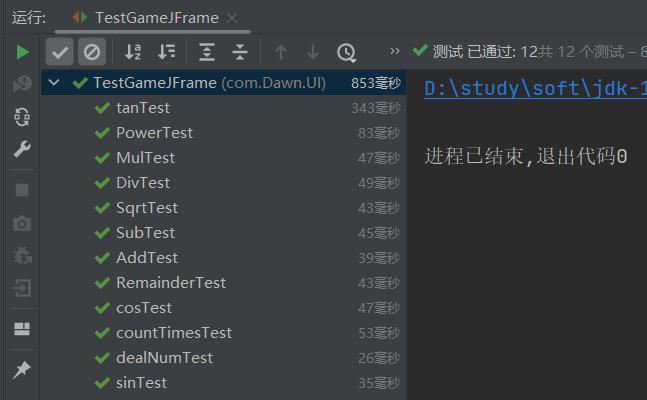 运行: TestGameJFrame ×
测试 已通过: 12共 12 个测试 – 8
TestGameJFrame (com.Dawn.UI) 853毫秒
tanTest 343毫秒
PowerTest 83毫秒
MulTest 47毫秒
DivTest 49毫秒
SqrtTest 43毫秒
SubTest 45毫秒
AddTest 39毫秒
RemainderTest 43毫秒
cosTest 47毫秒
countTimesTest 53毫秒
dealNumTest 26毫秒
sinTest 35毫秒
D:\study\soft\jdk-1
进程已结束,退出代码0